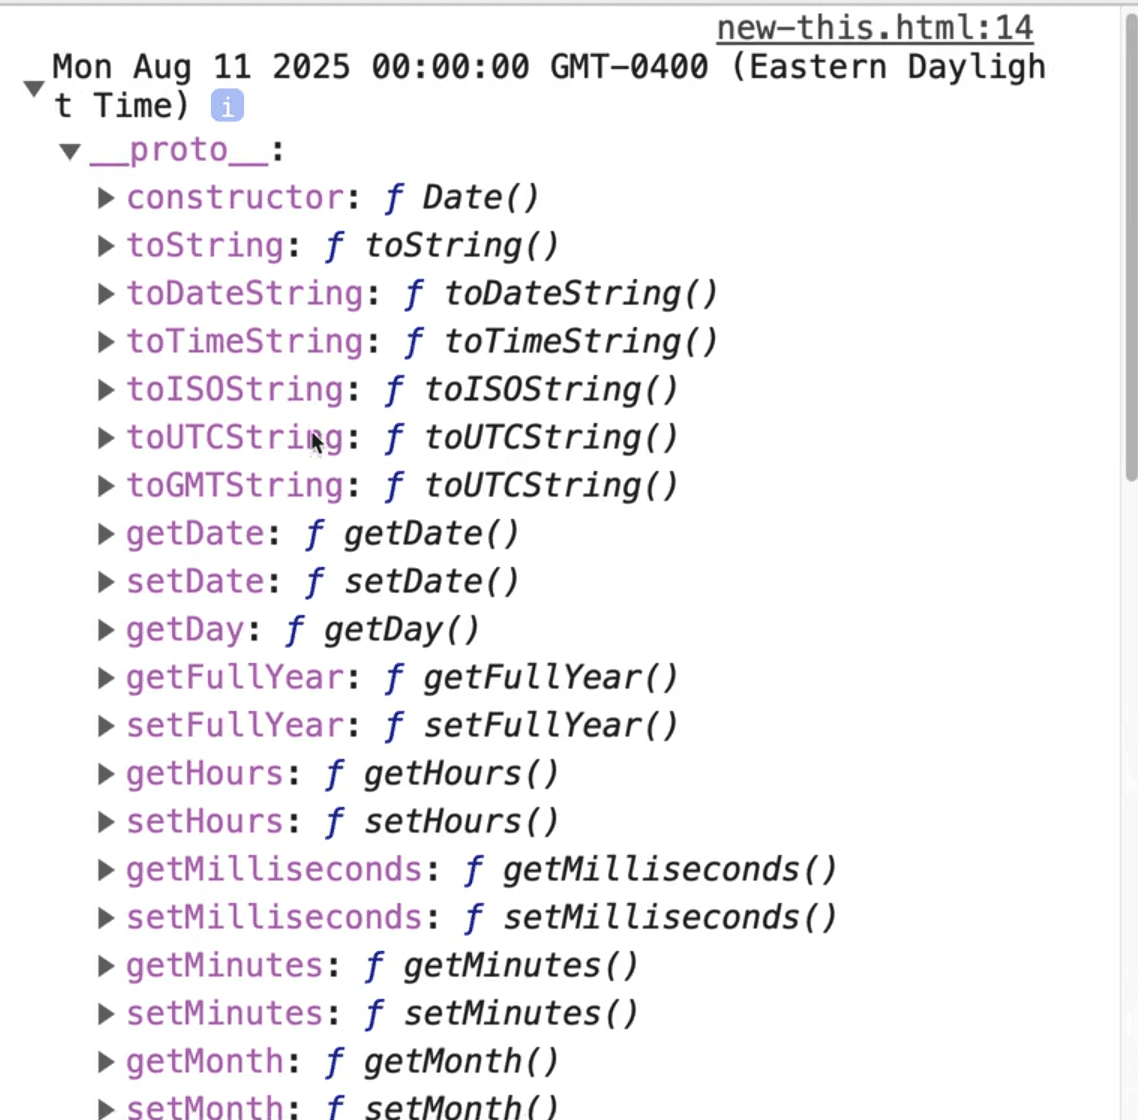 new-this.html:14
Mon Aug 11 2025 00:00:00 GMT-0400 (Eastern Dayligh
t Time) i
▼ __proto__:
▶ constructor: ƒ Date()
▶ toString: ƒ toString()
▶ toDateString: ƒ toDateString()
▶ toTimeString: ƒ toTimeString()
▶ toISOString: ƒ toISOString()
▶ toUTCString: ƒ toUTCString()
▶ toGMTString: ƒ toUTCString()
▶ getDate: ƒ getDate()
▶ setDate: ƒ setDate()
▶ getDay: ƒ getDay()
▶ getFullYear: ƒ getFullYear()
▶ setFullYear: ƒ setFullYear()
▶ getHours: ƒ getHours()
▶ setHours: ƒ setHours()
▶ getMilliseconds: ƒ getMilliseconds()
▶ setMilliseconds: ƒ setMilliseconds()
▶ getMinutes: ƒ getMinutes()
▶ setMinutes: ƒ setMinutes()
▶ getMonth: ƒ getMonth()
▶ setMonth: ƒ setMonth()